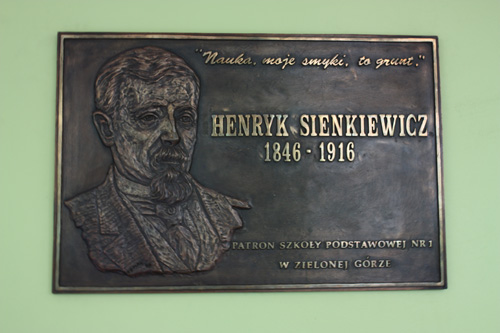 "Nauka, moje smyki, to grunt."
HENRYK SIENKIEWICZ
1846 - 1916
PATRON SZKOŁY PODSTAWOWEJ NR 1
W ZIELONEJ GÓRZE